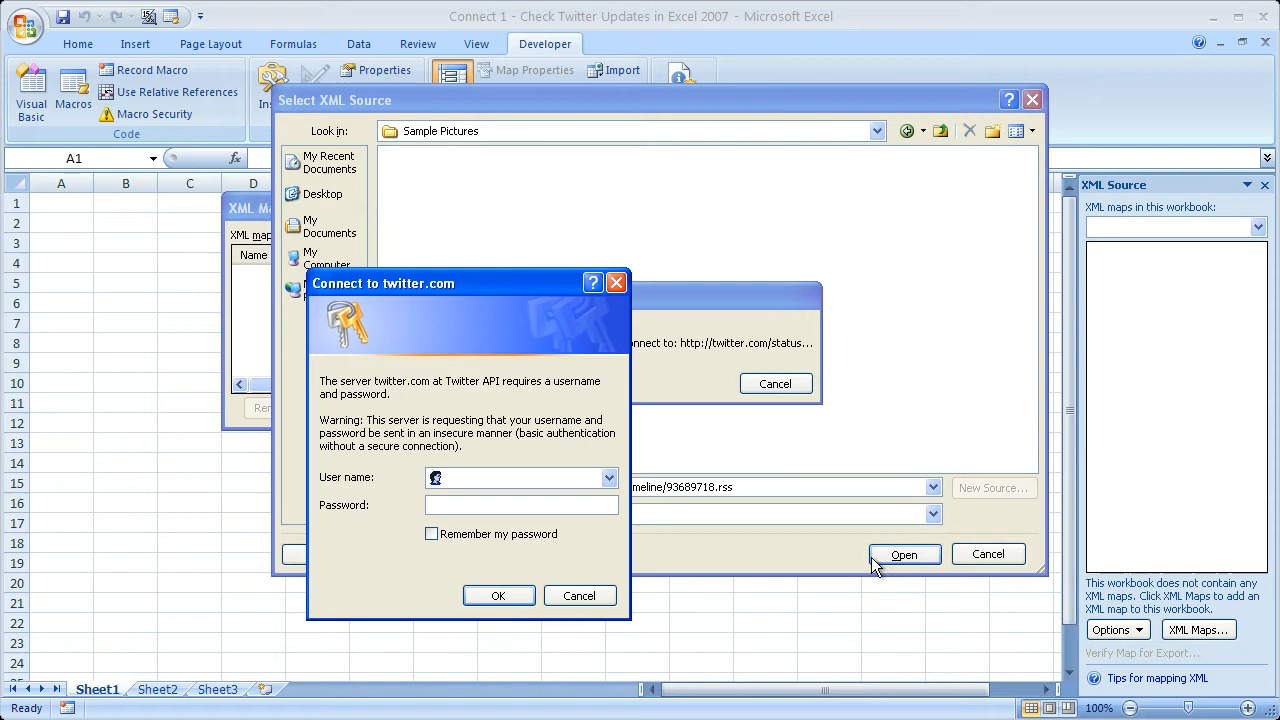 Connect 1 - Check Twitter Updates in Excel 2007 - Microsoft Excel
Home Insert Page Layout Formulas Data Review View Developer
Visual Basic
Macros
Record Macro
Use Relative References
Macro Security
Code
Ins
Properties
Map Properties
Import
A1
fx
A B C D
1
2
3
4
5
6
7
8
9
10
11
12
13
14
15
16
17
18
19
20
21
22
23
24
XML Ma
XML map
Name
Ren
Select XML Source
Look in:
Sample Pictures
My Recent Documents
Desktop
My Documents
My Computer
nnect to: http://twitter.com/status...
Cancel
meline/93689718.rss
New Source...
Open
Cancel
Connect to twitter.com
The server twitter.com at Twitter API requires a username
and password.
Warning: This server is requesting that your username and
password be sent in an insecure manner (basic authentication
without a secure connection).
User name:
Password:
Remember my password
OK
Cancel
XML Source
XML maps in this workbook:
This workbook does not contain any
XML maps. Click XML Maps to add an
XML map to this workbook.
Options
XML Maps...
Verify Map for Export...
Tips for mapping XML
Sheet1 Sheet2 Sheet3
Ready
100%